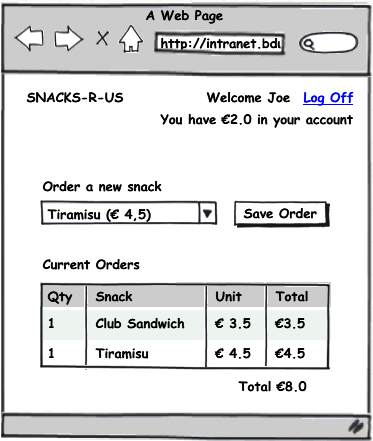 A Web Page
http://intranet.bdu
SNACKS-R-US Welcome Joe Log Off
You have €2.0 in your account
Order a new snack
Tiramisu (€ 4,5) Save Order
Current Orders
Qty Snack Unit Total
1 Club Sandwich € 3.5 €3.5
1 Tiramisu € 4.5 €4.5
Total €8.0